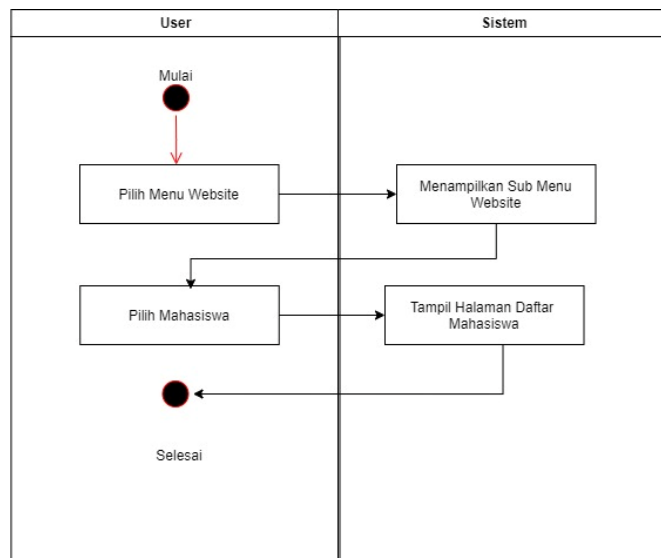 User
Sistem
Mulai
Pilih Menu Website
Menampilkan Sub Menu
Website
Pilih Mahasiswa
Tampil Halaman Daftar
Mahasiswa
Selesai